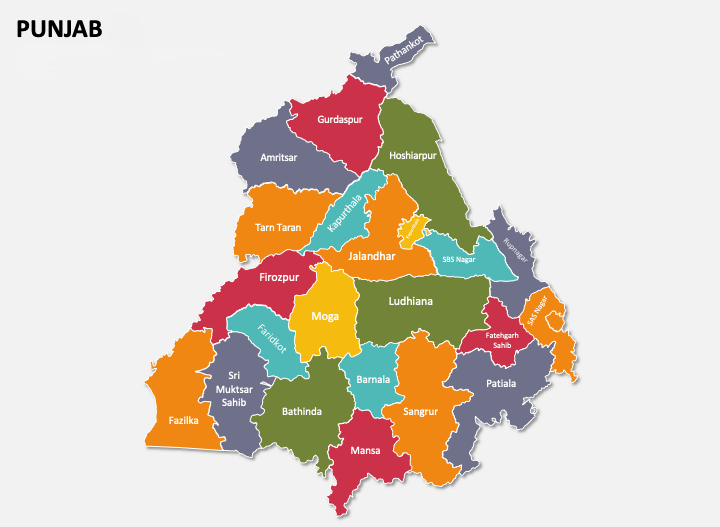 PUNJAB
Pathankot
Gurdaspur
Amritsar
Hoshiarpur
Kapurthala
Tarn Taran
Jalandhar
SBS Nagar
Rupnagar
Firozpur
Ludhiana
Moga
SAS Nagar
Faridkot
Fatehgarh
Sahib
Sri
Muktsar
Sahib
Barnala
Patiala
Fazilka
Bathinda
Sangrur
Mansa